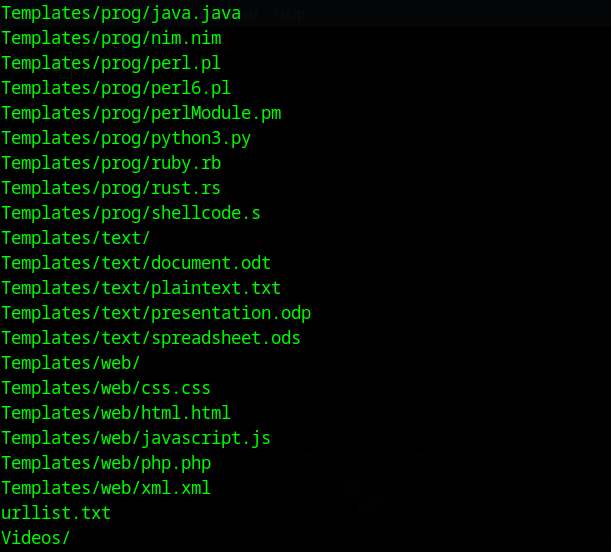 Templates/prog/java.java
Templates/prog/nim.nim
Templates/prog/perl.pl
Templates/prog/perl6.pl
Templates/prog/perlModule.pm
Templates/prog/python3.py
Templates/prog/ruby.rb
Templates/prog/rust.rs
Templates/prog/shellcode.s
Templates/text/
Templates/text/document.odt
Templates/text/plaintext.txt
Templates/text/presentation.odp
Templates/text/spreadsheet.ods
Templates/web/
Templates/web/css.css
Templates/web/html.html
Templates/web/javascript.js
Templates/web/php.php
Templates/web/xml.xml
urllist.txt
Videos/